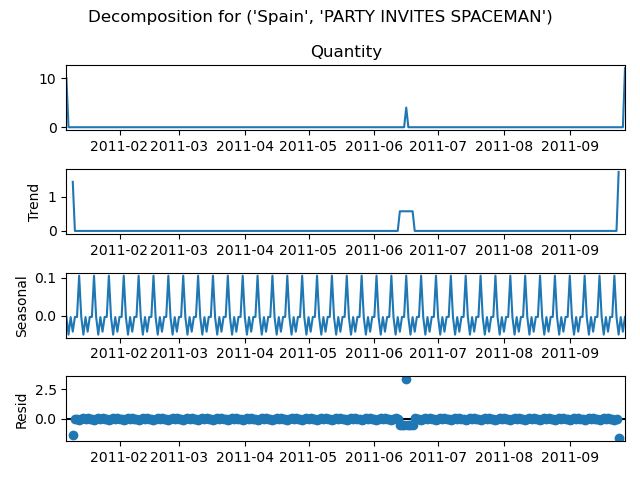 Decomposition for ('Spain', 'PARTY INVITES SPACEMAN')
Quantity
10
0
2011-02 2011-03 2011-04 2011-05 2011-06 2011-07 2011-08 2011-09
Trend
1
0
2011-02 2011-03 2011-04 2011-05 2011-06 2011-07 2011-08 2011-09
Seasonal
0.1
0.0
2011-02 2011-03 2011-04 2011-05 2011-06 2011-07 2011-08 2011-09
Resid
2.5
0.0
2011-02 2011-03 2011-04 2011-05 2011-06 2011-07 2011-08 2011-09